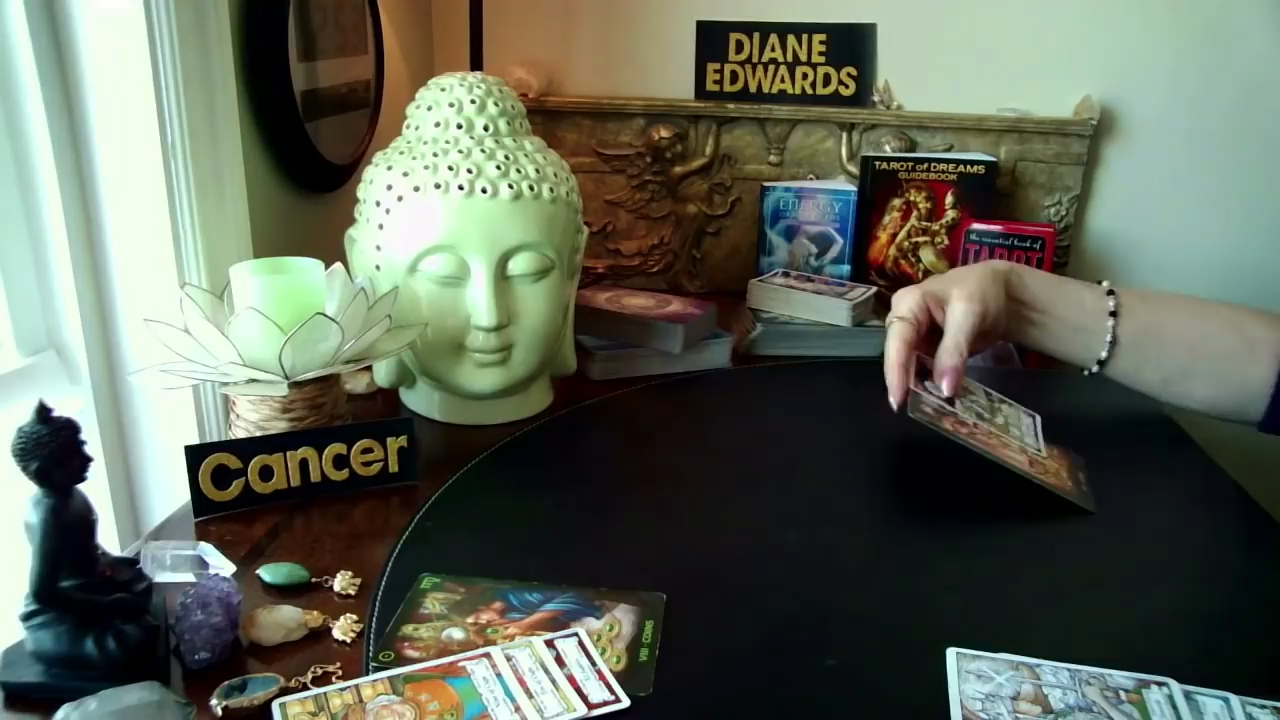 DIANE
EDWARDS
TAROT of DREAMS
GUIDEBOOK
ENERGY
the essential book of
TAROT
Cancer
VIII - COINS